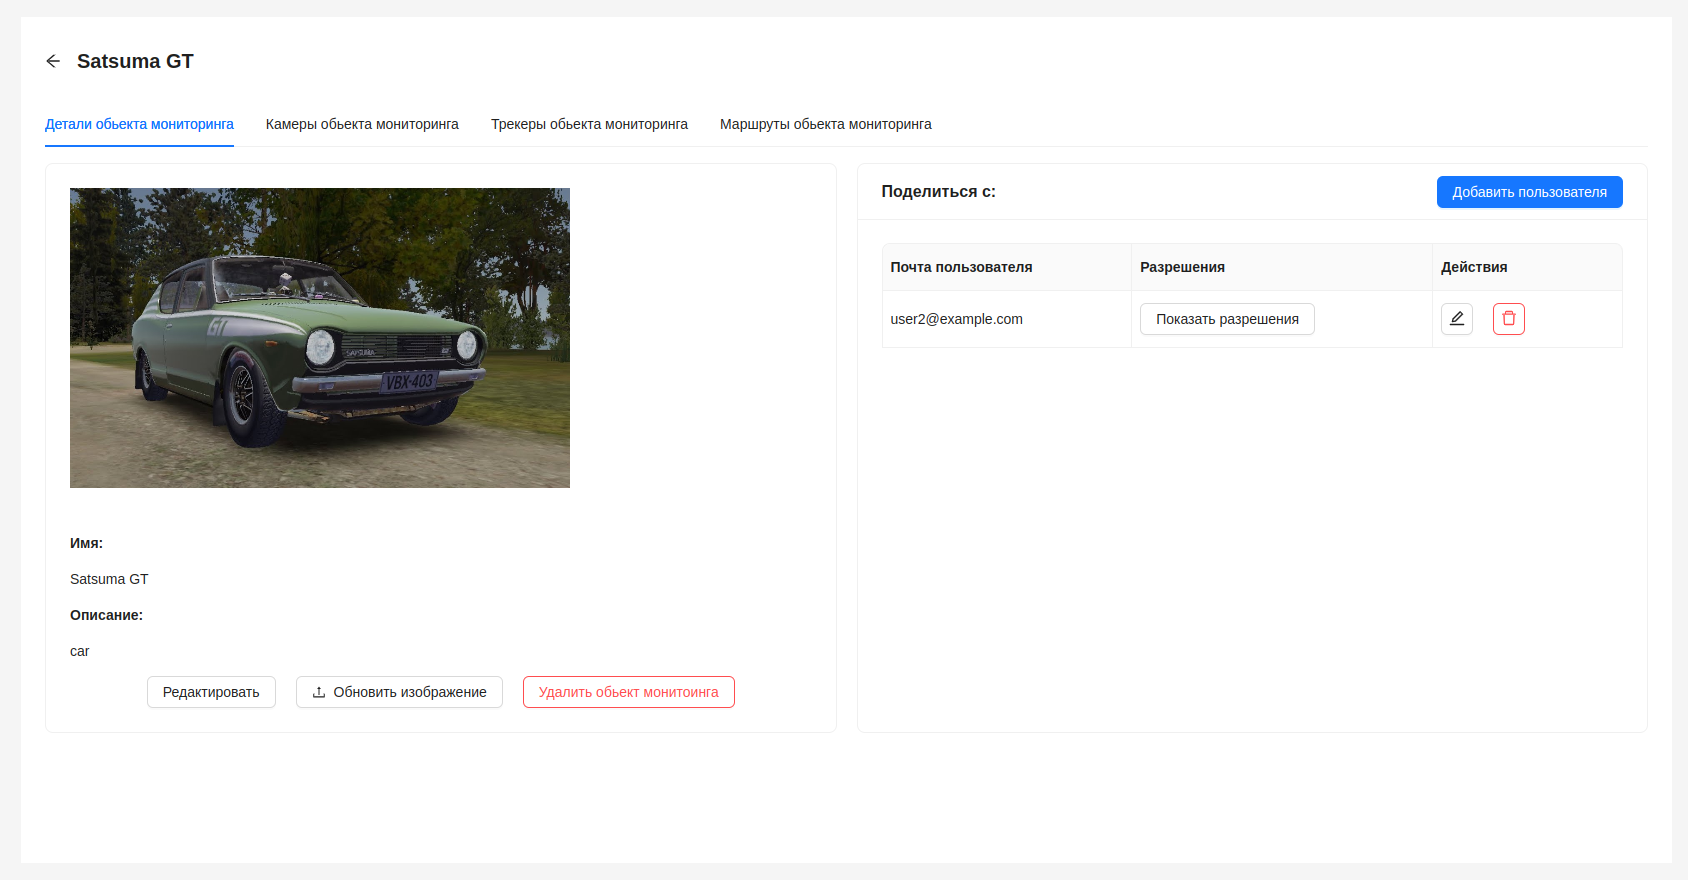 Satsuma GT
Детали обьекта мониторинга
Камеры обьекта мониторинга
Трекеры обьекта мониторинга
Маршруты обьекта мониторинга
GT
SATSUMA
VBX-403
Имя:
Satsuma GT
Описание:
car
Редактировать
Обновить изображение
Удалить обьект монитоинга
Поделиться с:
Добавить пользователя
Почта пользователя
Разрешения
Действия
user2@example.com
Показать разрешения